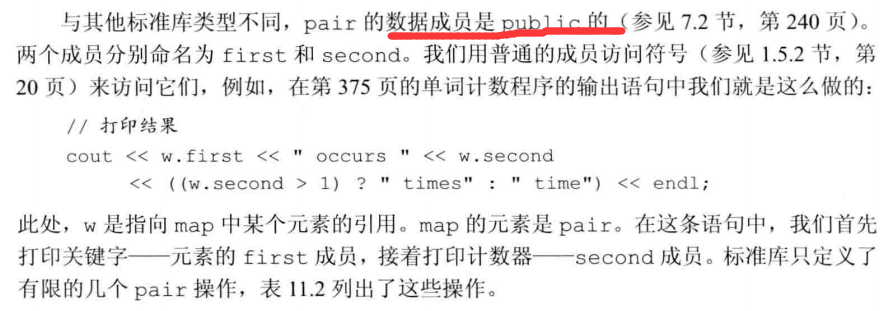 与其他标准库类型不同，pair 的数据成员是 public 的（参见 7.2 节，第 240 页）。
两个成员分别命名为 first 和 second。我们用普通的成员访问符号（参见 1.5.2 节，第
20 页）来访问它们，例如，在第 375 页的单词计数程序的输出语句中我们就是这么做的：
// 打印结果
cout << w.first << " occurs " << w.second
<< ((w.second > 1) ? " times" : " time") << endl;
此处，w 是指向 map 中某个元素的引用。map 的元素是 pair。在这条语句中，我们首先
打印关键字——元素的 first 成员，接着打印计数器——second 成员。标准库只定义了
有限的几个 pair 操作，表 11.2 列出了这些操作。